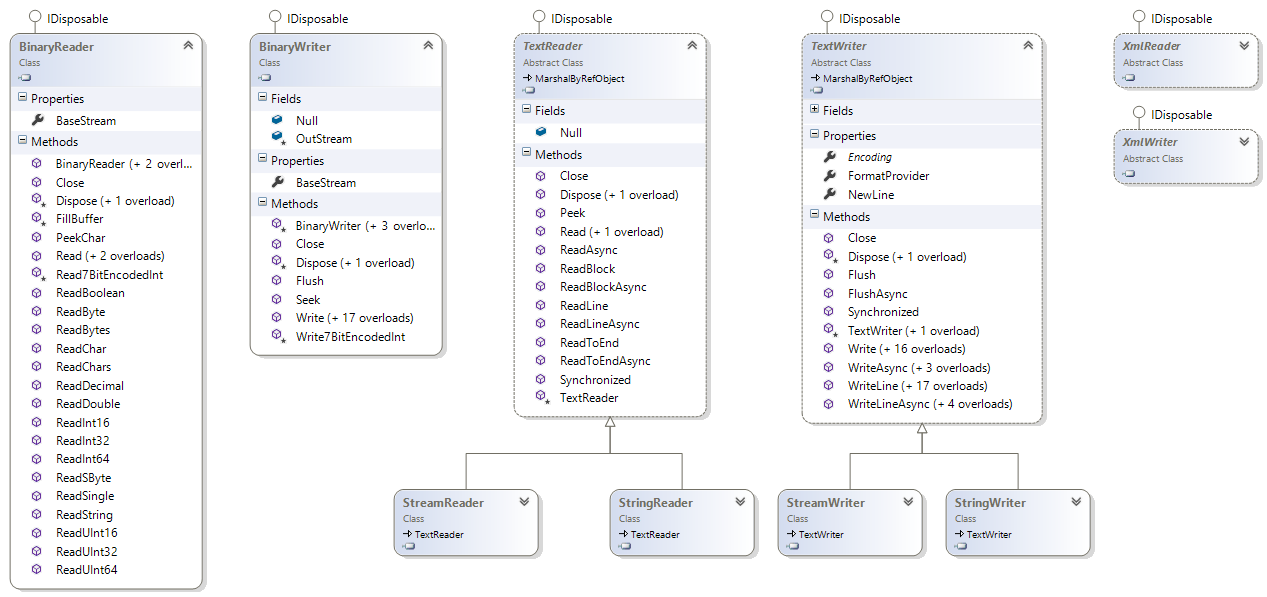 IDisposable
BinaryReader
Class
Properties
BaseStream
Methods
BinaryReader (+ 2 overl...
Close
Dispose (+ 1 overload)
FillBuffer
PeekChar
Read (+ 2 overloads)
Read7BitEncodedInt
ReadBoolean
ReadByte
ReadBytes
ReadChar
ReadChars
ReadDecimal
ReadDouble
ReadInt16
ReadInt32
ReadInt64
ReadSByte
ReadSingle
ReadString
ReadUInt16
ReadUInt32
ReadUInt64
IDisposable
BinaryWriter
Class
Fields
Null
OutStream
Properties
BaseStream
Methods
BinaryWriter (+ 3 overlo...
Close
Dispose (+ 1 overload)
Flush
Seek
Write (+ 17 overloads)
Write7BitEncodedInt
IDisposable
TextReader
Abstract Class
MarshalByRefObject
Fields
Null
Methods
Close
Dispose (+ 1 overload)
Peek
Read (+ 1 overload)
ReadAsync
ReadBlock
ReadBlockAsync
ReadLine
ReadLineAsync
ReadToEnd
ReadToEndAsync
Synchronized
TextReader
StreamReader
Class
TextReader
StringReader
Class
TextReader
IDisposable
TextWriter
Abstract Class
MarshalByRefObject
Fields
Properties
Encoding
FormatProvider
NewLine
Methods
Close
Dispose (+ 1 overload)
Flush
FlushAsync
Synchronized
TextWriter (+ 1 overload)
Write (+ 16 overloads)
WriteAsync (+ 3 overloads)
WriteLine (+ 17 overloads)
WriteLineAsync (+ 4 overloads)
StreamWriter
Class
TextWriter
StringWriter
Class
TextWriter
IDisposable
XmlReader
Abstract Class
IDisposable
XmlWriter
Abstract Class